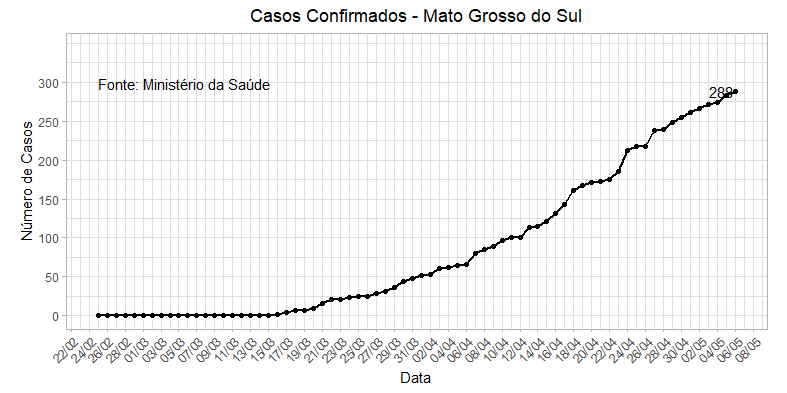 Casos Confirmados - Mato Grosso do Sul
Fonte: Ministério da Saúde
288
Número de Casos
300
250
200
150
100
50
0
22/02 24/02 26/02 28/02 01/03 03/03 05/03 07/03 09/03 11/03 13/03 15/03 17/03 19/03 21/03 23/03 25/03 27/03 29/03 31/03 02/04 04/04 06/04 08/04 10/04 12/04 14/04 16/04 18/04 20/04 22/04 24/04 26/04 28/04 30/04 02/05 04/05 06/05 08/05
Data